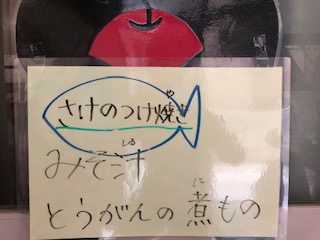 さけのつけ焼き
みそ汁
とうがんの煮もの